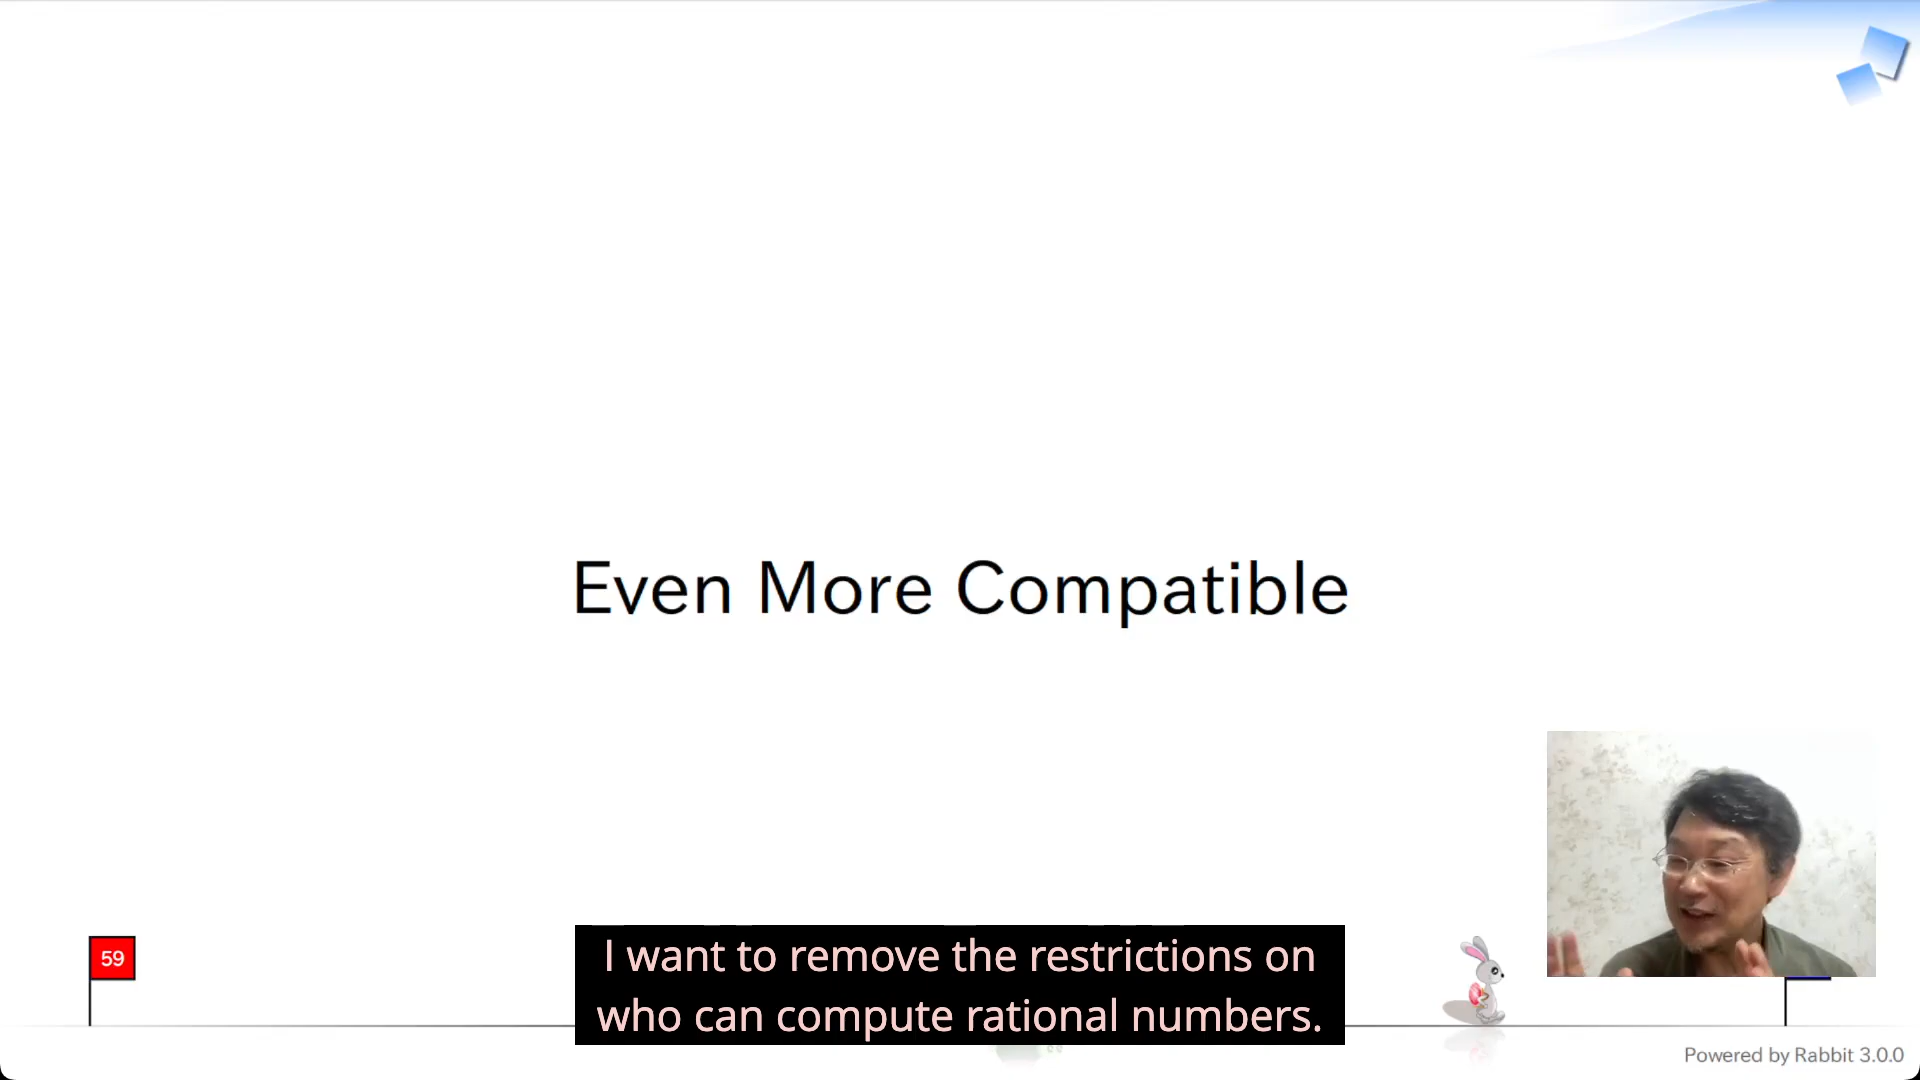 Even More Compatible
59
I want to remove the restrictions on
who can compute rational numbers.
Powered by Rabbit 3.0.0